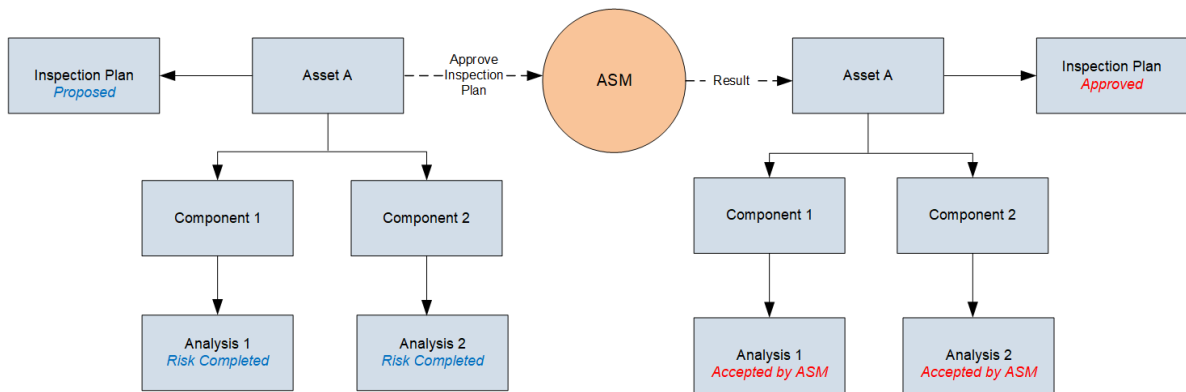 Inspection Plan
Proposed
Asset A
Approve
Inspection
Plan
ASM
Result
Asset A
Inspection Plan
Approved
Component 1
Component 2
Component 1
Component 2
Analysis 1
Risk Completed
Analysis 2
Risk Completed
Analysis 1
Accepted by ASM
Analysis 2
Accepted by ASM